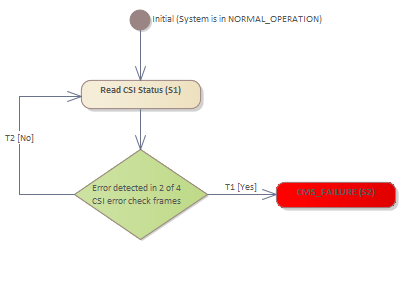 Initial (System is in NORMAL_OPERATION)
Read CSI Status (S1)
T2 [No]
Error detected in 2 of 4
CSI error check frames
T1 [Yes]
CMS_FAILURE (S2)